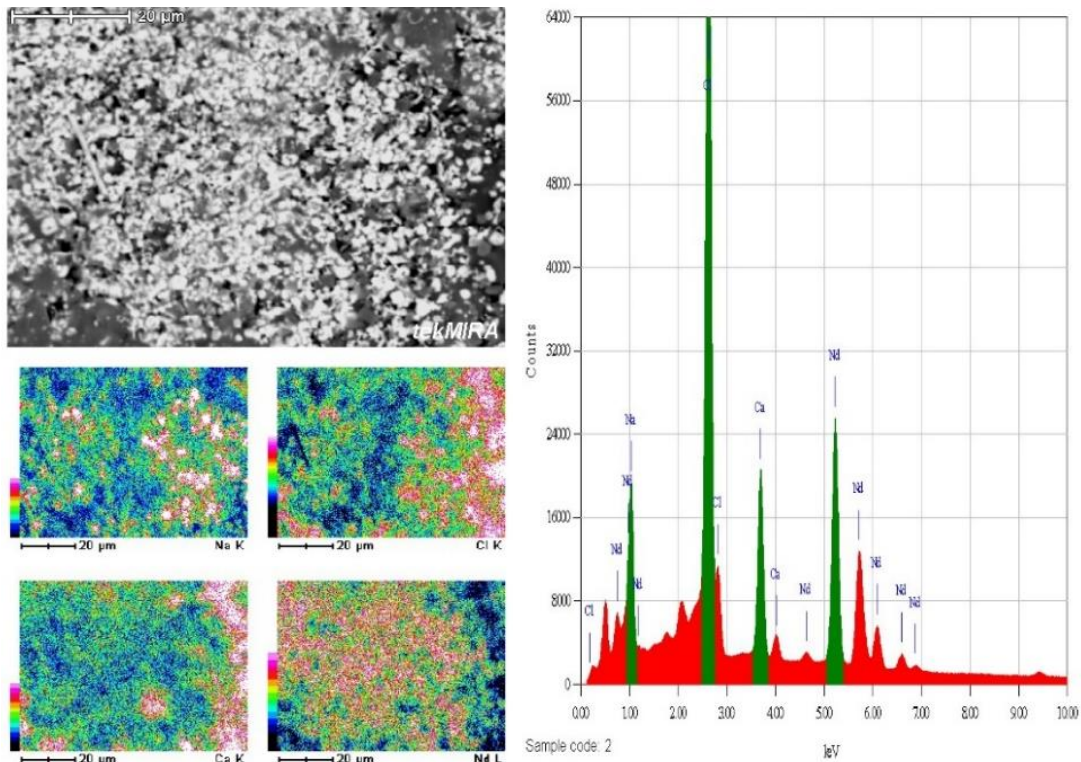 20 µm
tekMIRA
20 µm
Na K
20 µm
Cl K
20 µm
Ca K
20 µm
Nd L
64000
56000
48000
40000
32000
24000
16000
8000
0
Counts
Cl
Nd
Na
Ca
Nd
Nd
Cl
Nd
Nd
Nd
Ca
Nd
Nd
Nd
Cl
0.00 1.00 2.00 3.00 4.00 5.00 6.00 7.00 8.00 9.00 10.00
Sample code: 2
keV